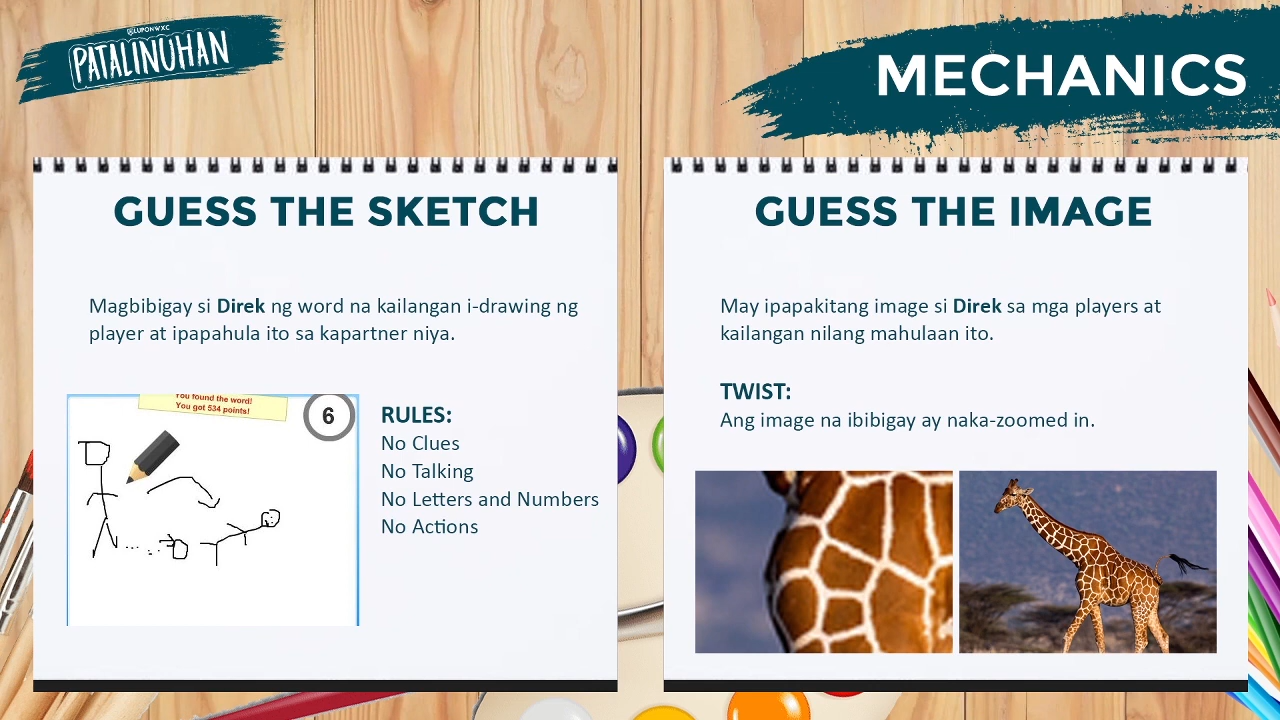 @LUPONWXC
PATALINUHAN
MECHANICS
GUESS THE SKETCH
Magbibigay si Direk ng word na kailangan i-drawing ng
player at ipapahula ito sa kapartner niya.
You found the word!
You got 534 points!
6
RULES:
No Clues
No Talking
No Letters and Numbers
No Actions
GUESS THE IMAGE
May ipapakitang image si Direk sa mga players at
kailangan nilang mahulaan ito.
TWIST:
Ang image na ibibigay ay naka-zoomed in.